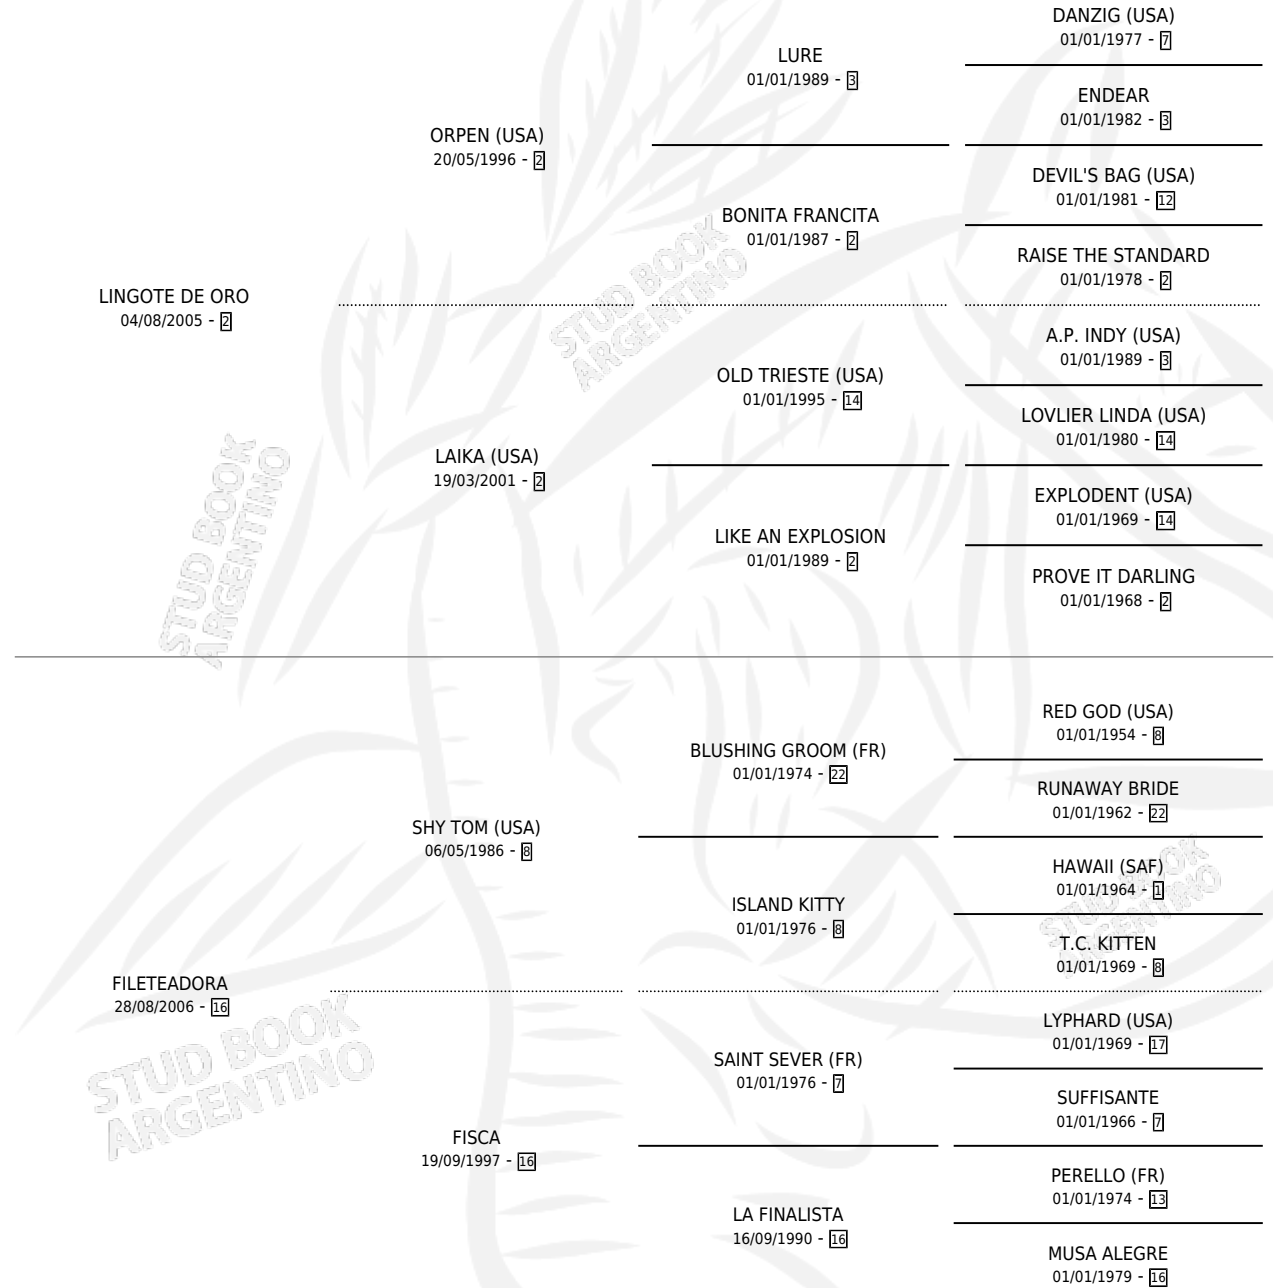 DANZIG (USA)
01/01/1977 - 7
LURE
01/01/1989 - 3
ENDEAR
01/01/1982 - 3
ORPEN (USA)
20/05/1996 - 2
DEVIL'S BAG (USA)
01/01/1981 - 12
BONITA FRANCITA
01/01/1987 - 2
RAISE THE STANDARD
01/01/1978 - 2
LINGOTE DE ORO
04/08/2005 - 2
A.P. INDY (USA)
01/01/1989 - 3
OLD TRIESTE (USA)
01/01/1995 - 14
LOVLIER LINDA (USA)
01/01/1980 - 14
LAIKA (USA)
19/03/2001 - 2
EXPLODENT (USA)
01/01/1969 - 14
LIKE AN EXPLOSION
01/01/1989 - 2
PROVE IT DARLING
01/01/1968 - 2
RED GOD (USA)
01/01/1954 - 8
BLUSHING GROOM (FR)
01/01/1974 - 22
RUNAWAY BRIDE
01/01/1962 - 22
SHY TOM (USA)
06/05/1986 - 8
HAWAII (SAF)
01/01/1964 - 1
ISLAND KITTY
01/01/1976 - 8
T.C. KITTEN
01/01/1969 - 8
FILETEADORA
28/08/2006 - 16
LYPHARD (USA)
01/01/1969 - 17
SAINT SEVER (FR)
01/01/1976 - 7
SUFFISANTE
01/01/1966 - 7
FISCA
19/09/1997 - 16
PERELLO (FR)
01/01/1974 - 13
LA FINALISTA
16/09/1990 - 16
MUSA ALEGRE
01/01/1979 - 16
STUD BOOK
ARGENTINO
STUD BOOK
ARGENTINO
STUD BOOK
ARGENTINO
STUD BOOK
ARGENTINO